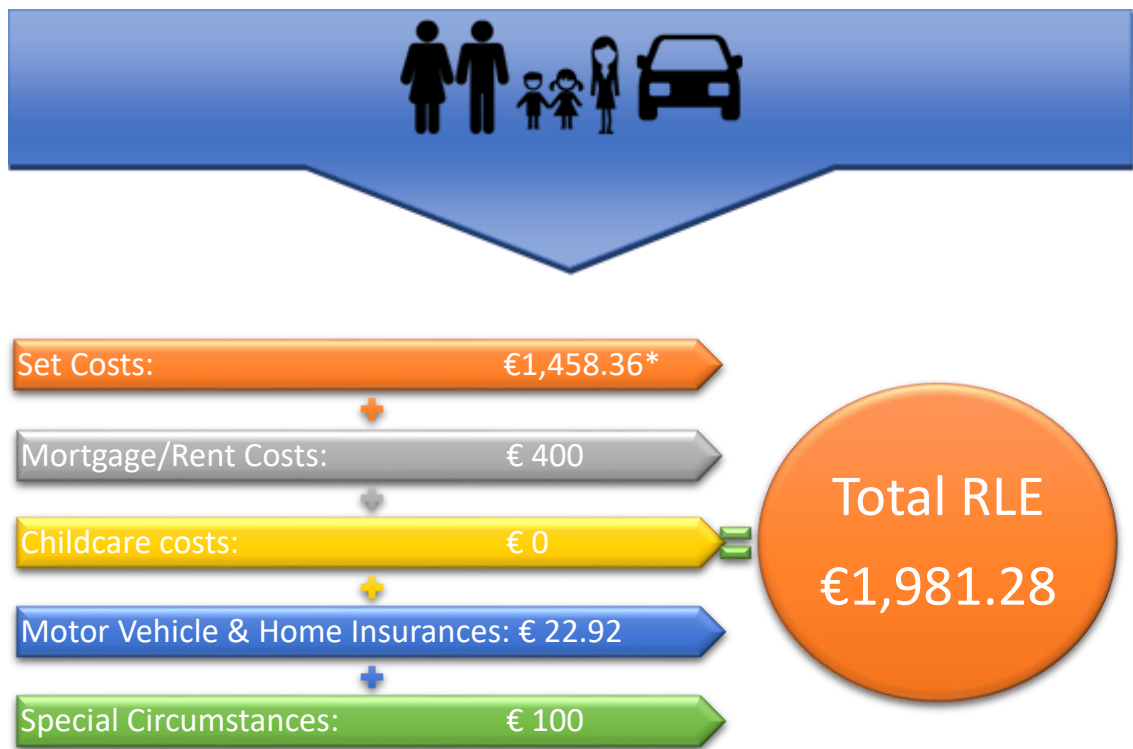 Set Costs: €1,458.36*
Mortgage/Rent Costs: € 400
Childcare costs: € 0
Motor Vehicle & Home Insurances: € 22.92
Special Circumstances: € 100
Total RLE
€1,981.28